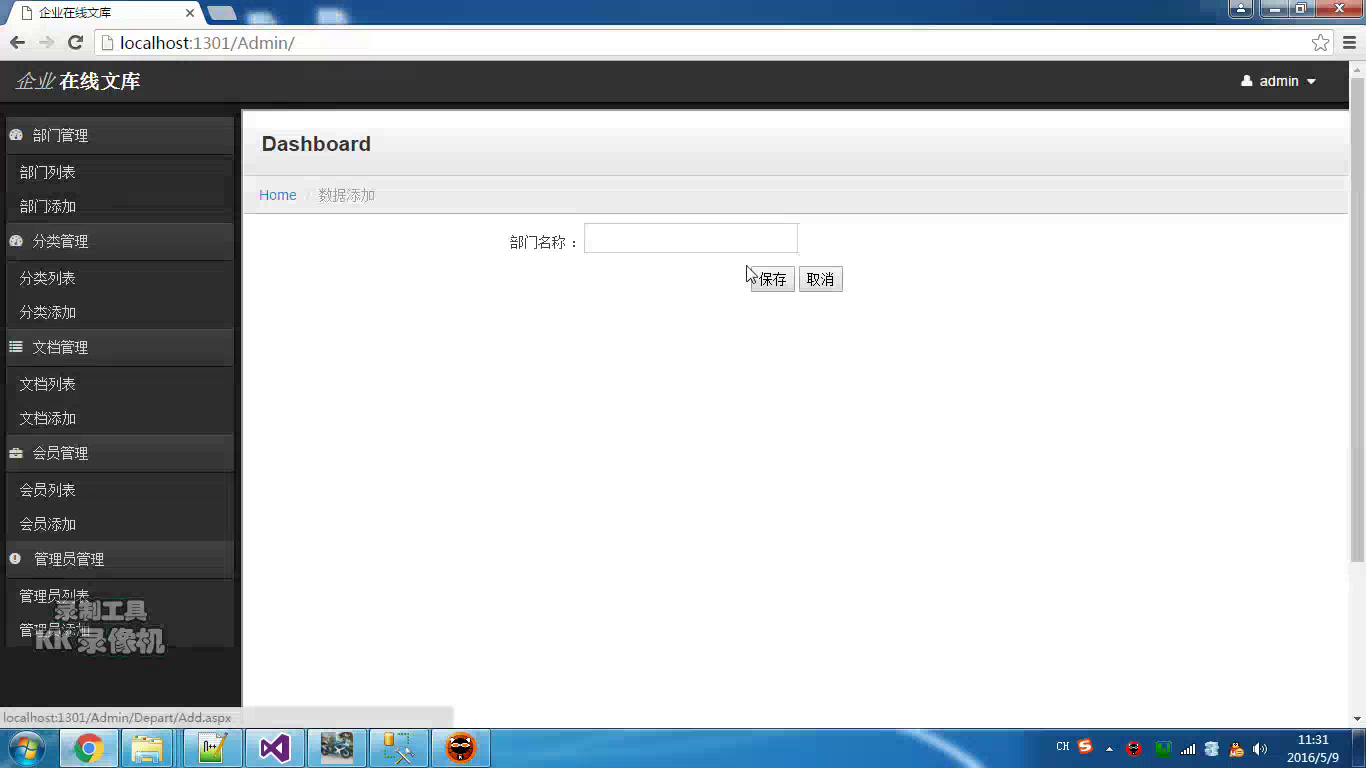 企业在线文库
localhost:1301/Admin/
企业 在线文库
admin
部门管理
部门列表
部门添加
分类管理
分类列表
分类添加
文档管理
文档列表
文档添加
会员管理
会员列表
会员添加
管理员管理
管理员列表
管理员添加
录制工具
KK 录像机
Dashboard
Home / 数据添加
部门名称 ：
保存 取消
localhost:1301/Admin/Depart/Add.aspx
CH
11:31
2016/5/9